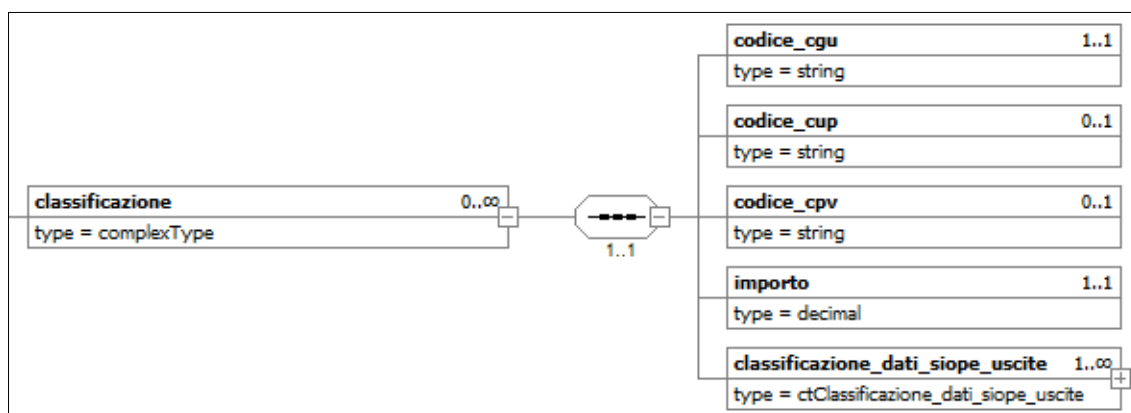 codice_cgu 1..1
type = string
codice_cup 0..1
type = string
classificazione 0..∞
type = complexType
1..1
codice_cpv 0..1
type = string
importo 1..1
type = decimal
classificazione_dati_siope_uscite 1..∞
type = ctClassificazione_dati_siope_uscite